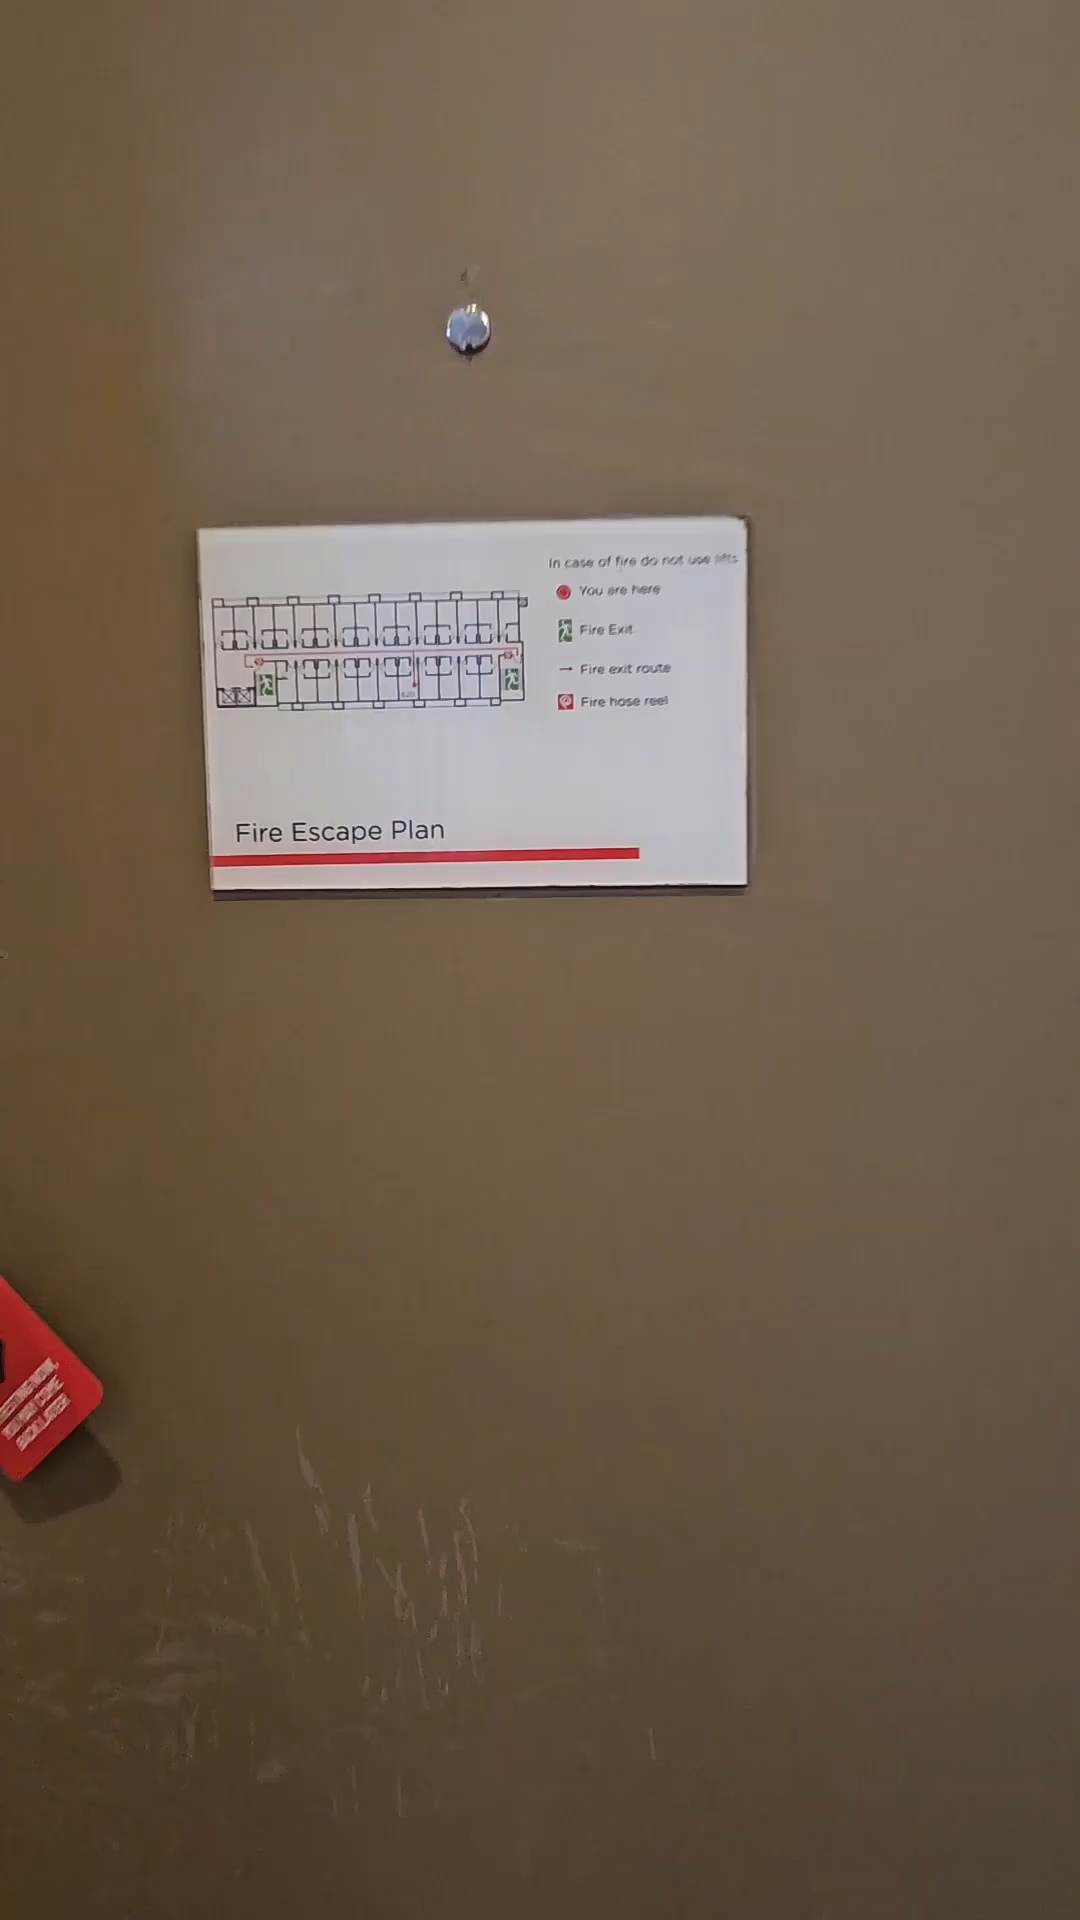 In case of fire do not use lifts
You are here
Fire Exit
Fire exit route
Fire hose reel
620
Fire Escape Plan